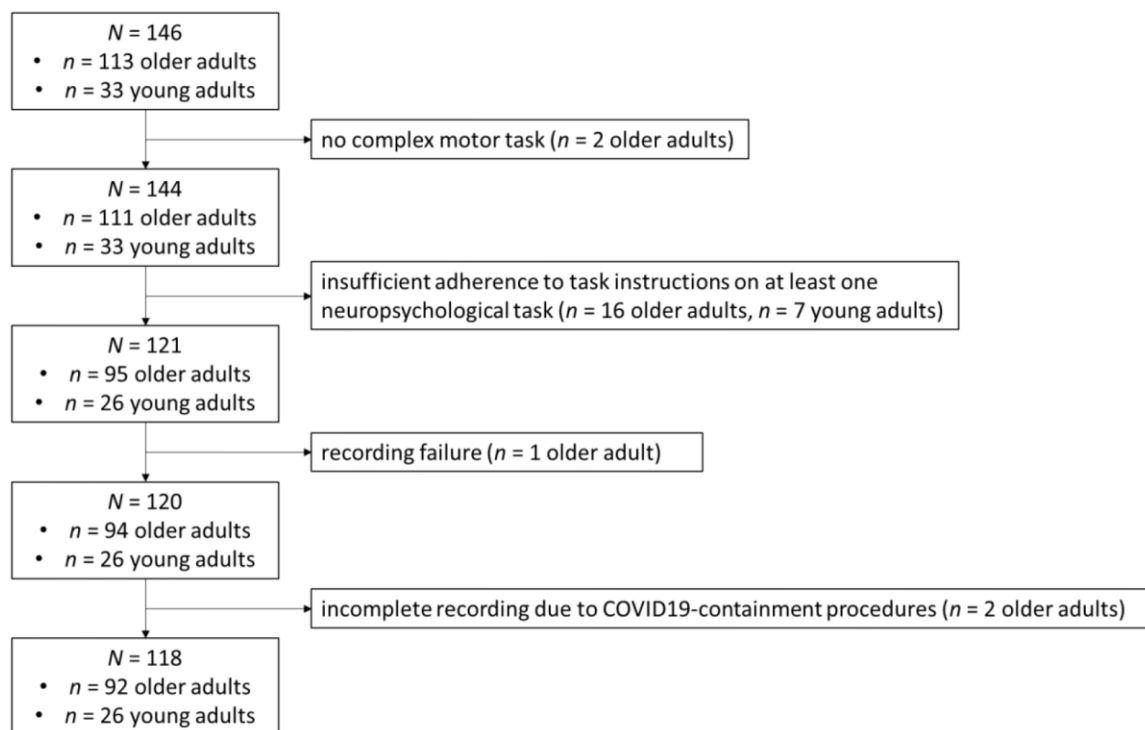 N = 146
• n = 113 older adults
• n = 33 young adults
no complex motor task (n = 2 older adults)
N = 144
• n = 111 older adults
• n = 33 young adults
insufficient adherence to task instructions on at least one
neuropsychological task (n = 16 older adults, n = 7 young adults)
N = 121
• n = 95 older adults
• n = 26 young adults
recording failure (n = 1 older adult)
N = 120
• n = 94 older adults
• n = 26 young adults
incomplete recording due to COVID19-containment procedures (n = 2 older adults)
N = 118
• n = 92 older adults
• n = 26 young adults